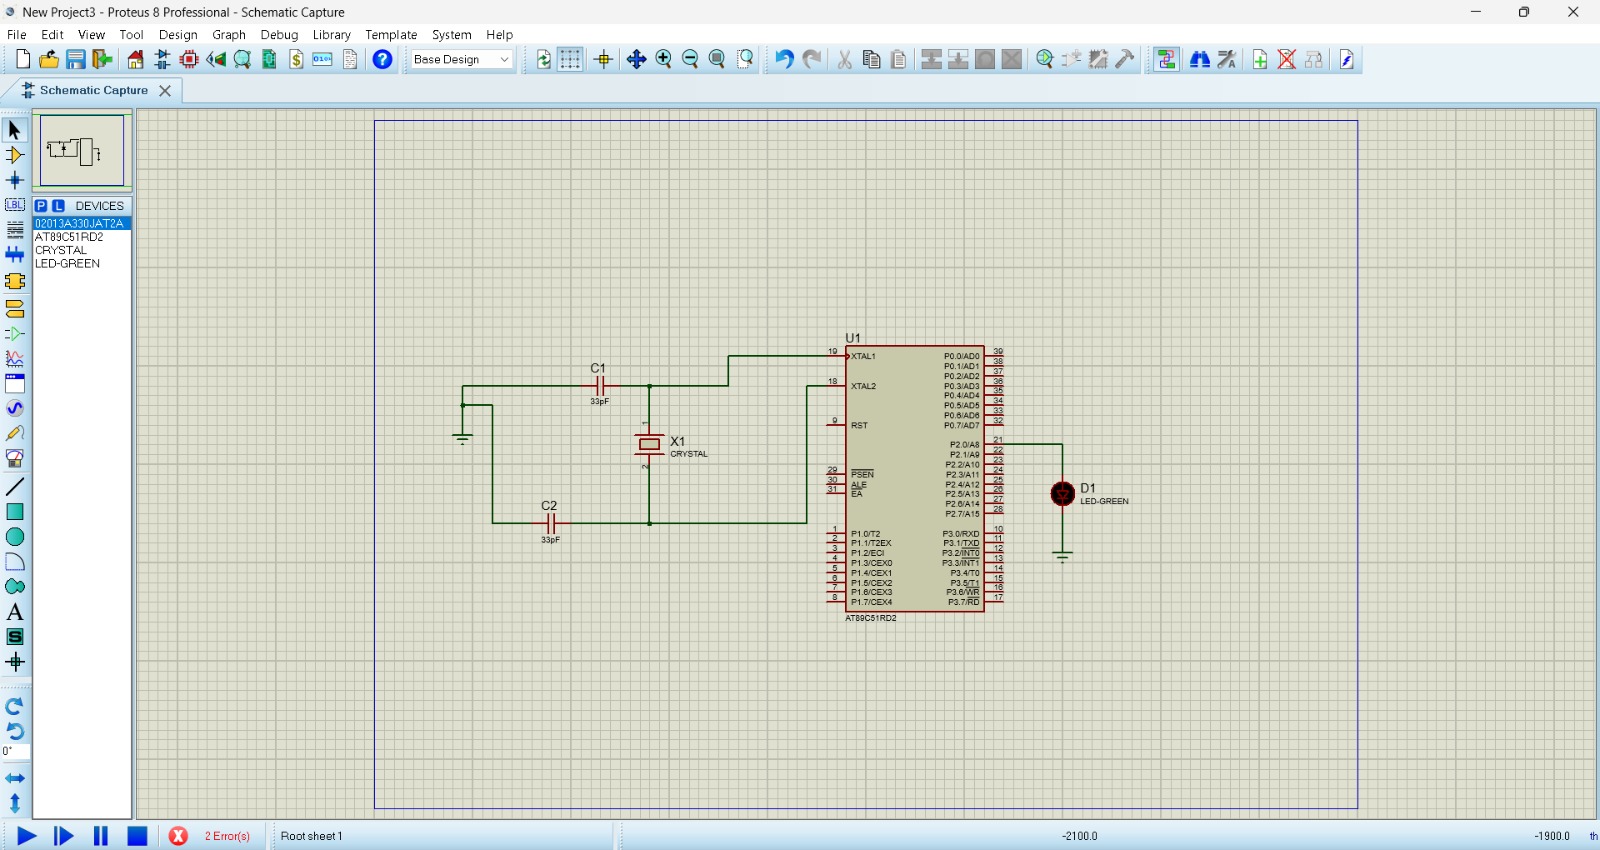 New Project3 - Proteus 8 Professional - Schematic Capture
File Edit View Tool Design Graph Debug Library Template System Help
Base Design
Schematic Capture
P L DEVICES
02013A330JAT2A
AT89C51RD2
CRYSTAL
LED-GREEN
LBL
A
S
0°
C1
33pF
X1
CRYSTAL
1
2
C2
33pF
U1
19 XTAL1
18 XTAL2
9 RST
29 PSEN
30 ALE
31 EA
1 P1.0/T2
2 P1.1/T2EX
3 P1.2/ECI
4 P1.3/CEX0
5 P1.4/CEX1
6 P1.5/CEX2
7 P1.6/CEX3
8 P1.7/CEX4
P0.0/AD0 39
P0.1/AD1 38
P0.2/AD2 37
P0.3/AD3 36
P0.4/AD4 35
P0.5/AD5 34
P0.6/AD6 33
P0.7/AD7 32
P2.0/A8 21
P2.1/A9 22
P2.2/A10 23
P2.3/A11 24
P2.4/A12 25
P2.5/A13 26
P2.6/A14 27
P2.7/A15 28
P3.0/RXD 10
P3.1/TXD 11
P3.2/INT0 12
P3.3/INT1 13
P3.4/T0 14
P3.5/T1 15
P3.6/WR 16
P3.7/RD 17
AT89C51RD2
D1
LED-GREEN
2 Error(s)
Root sheet 1
-2100.0
-1900.0
th